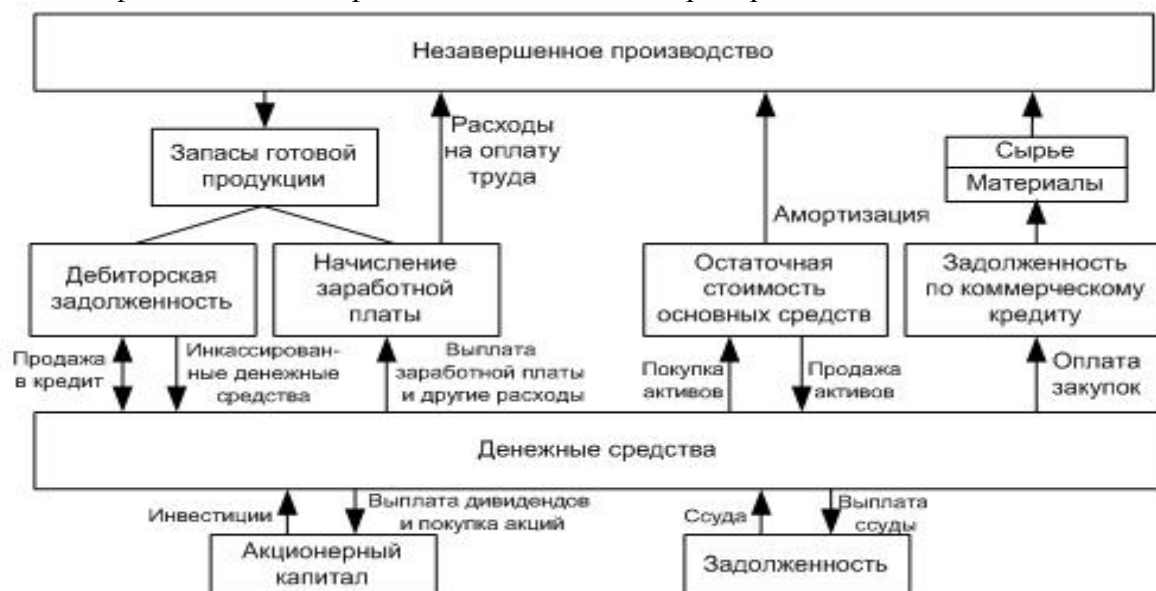 Незавершенное производство
Запасы готовой
продукции
Расходы
на оплату
труда
Сырье
Материалы
Амортизация
Дебиторская
задолженность
Начисление
заработной
платы
Остаточная
стоимость
основных средств
Задолженность
по коммерческому
кредиту
Продажа
в кредит
Инкассирован-
ные денежные
средства
Выплата
заработной платы
и другие расходы
Покупка
активов
Продажа
активов
Оплата
закупок
Денежные средства
Инвестиции
Выплата дивидендов
и покупка акций
Ссуда
Выплата
ссуды
Акционерный
капитал
Задолженность